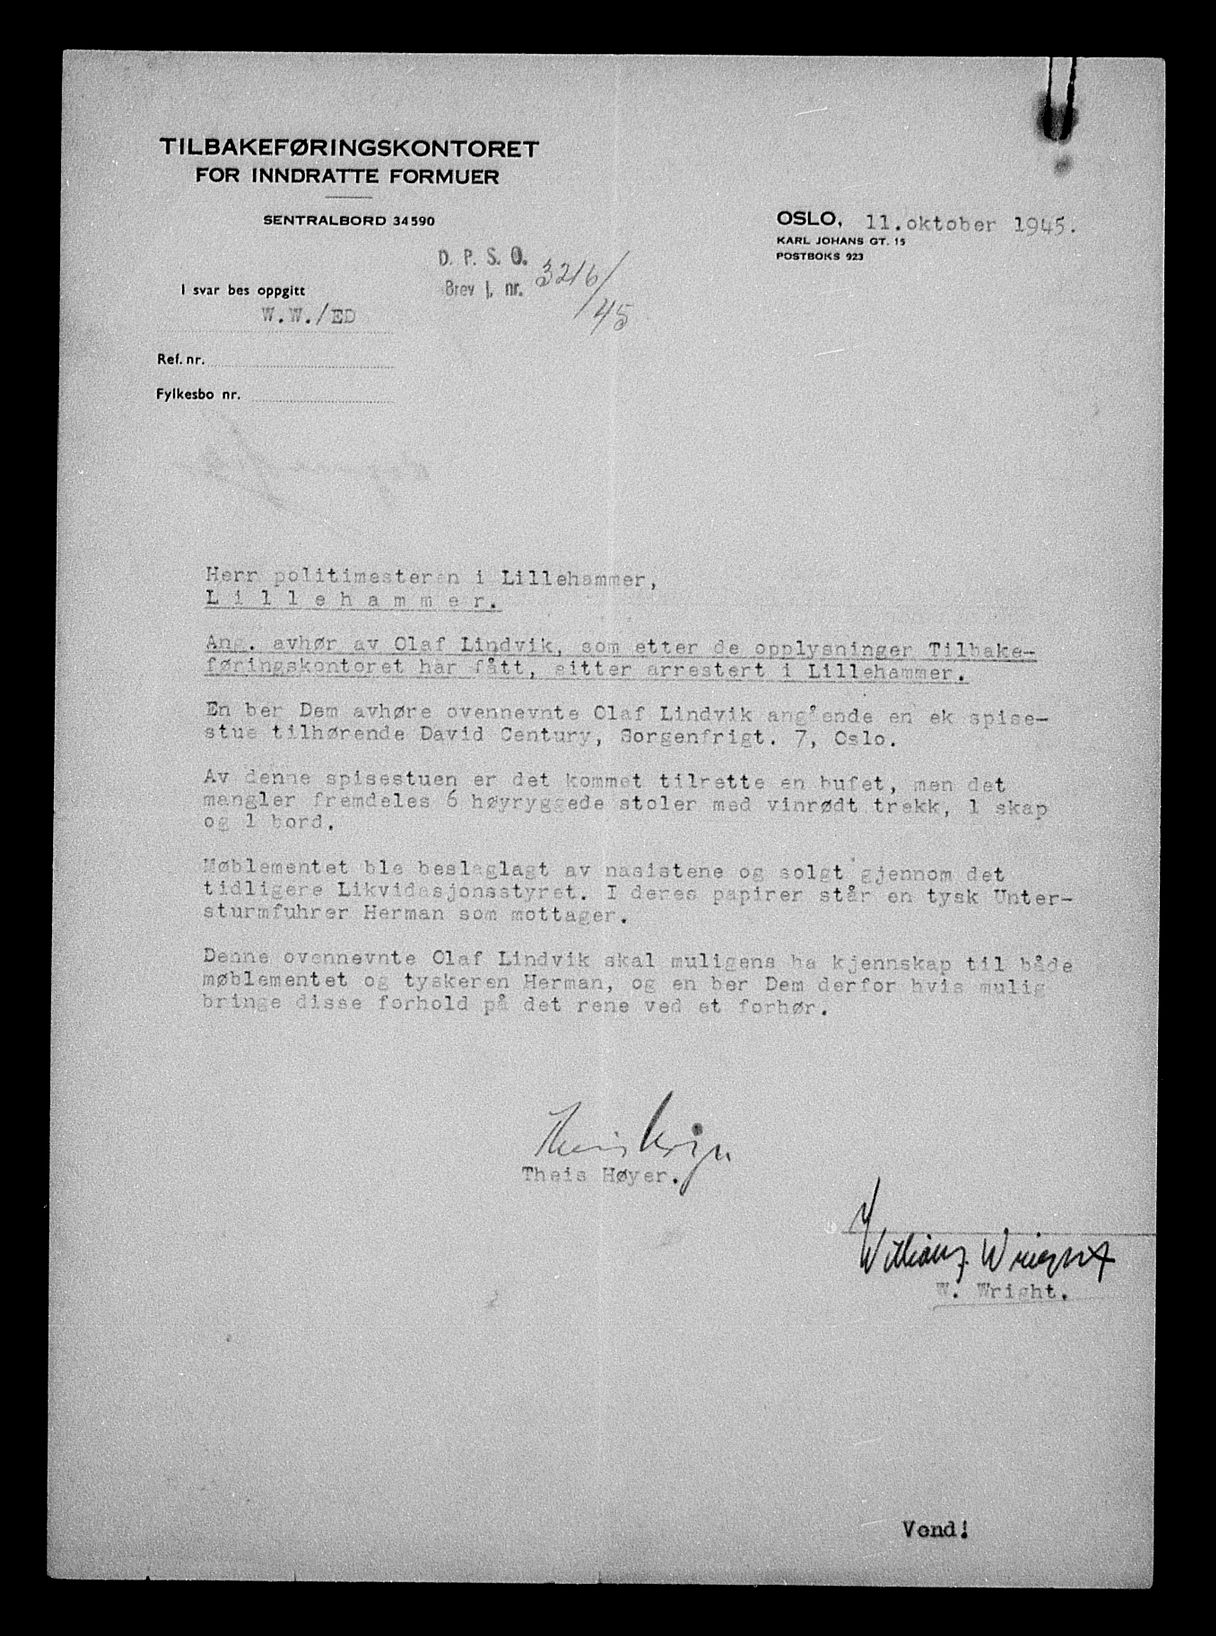 TILBAKEFØRINGSKONTORET
FOR INNDRATTE FORMUER
SENTRALBORD 34590
OSLO, 11.oktober 1945.
KARL JOHANS GT. 15
POSTBOKS 923
D. P. S. O.
Brev j. nr. 3216/45
I svar bes oppgitt
W.W./ED
Ref. nr.
Fylkesbo nr.
Herr politimesteren i Lillehammer,
L i l l e h a m m e r.
Ang. avhør av Olaf Lindvik, som etter de opplysninger Tilbake-
føringskontoret har fått, sitter arrestert i Lillehammer.
En ber Dem avhøre ovennevnte Olaf Lindvik angående en ek spise-
stue tilhørende David Century, Sorgenfrigt. 7, Oslo.
Av denne spisestuen er det kommet tilrette en bufet, men det
mangler fremdeles 6 høyryggede stoler med vinrødt trekk, 1 skap
og 1 bord.
Møblementet ble beslaglagt av nasistene og solgt gjennom det
tidligere Likvidasjonsstyret. I deres papirer står en tysk Unter-
sturmfuhrer Herman som mottager.
Denne ovennevnte Olaf Lindvik skal muligens ha kjennskap til både
møblementet og tyskeren Herman, og en ber Dem derfor hvis mulig
bringe disse forhold på det rene ved et forhør.
Theis Høyer
Theis Høyer.
William Wright
W. Wright.
Vend!